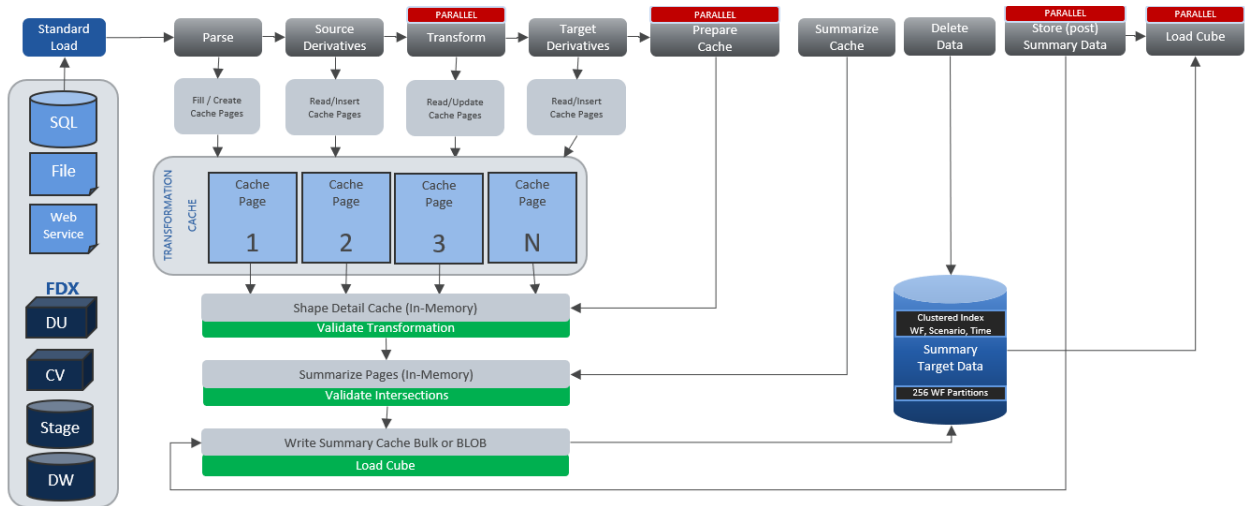 PARALLEL
PARALLEL
PARALLEL
PARALLEL
Standard
Load
Parse
Source
Derivatives
Transform
Target
Derivatives
Prepare
Cache
Summarize
Cache
Delete
Data
Store (post)
Summary Data
Load Cube
Fill / Create
Cache Pages
Read/Insert
Cache Pages
Read/Update
Cache Pages
Read/Insert
Cache Pages
SQL
File
Web
Service
FDX
DU
CV
Stage
DW
TRANSFORMATION
CACHE
Cache
Page
1
Cache
Page
2
Cache
Page
3
Cache
Page
N
Shape Detail Cache (In-Memory)
Validate Transformation
Summarize Pages (In-Memory)
Validate Intersections
Write Summary Cache Bulk or BLOB
Load Cube
Clustered Index
WF, Scenario, Time
Summary
Target Data
256 WF Partitions